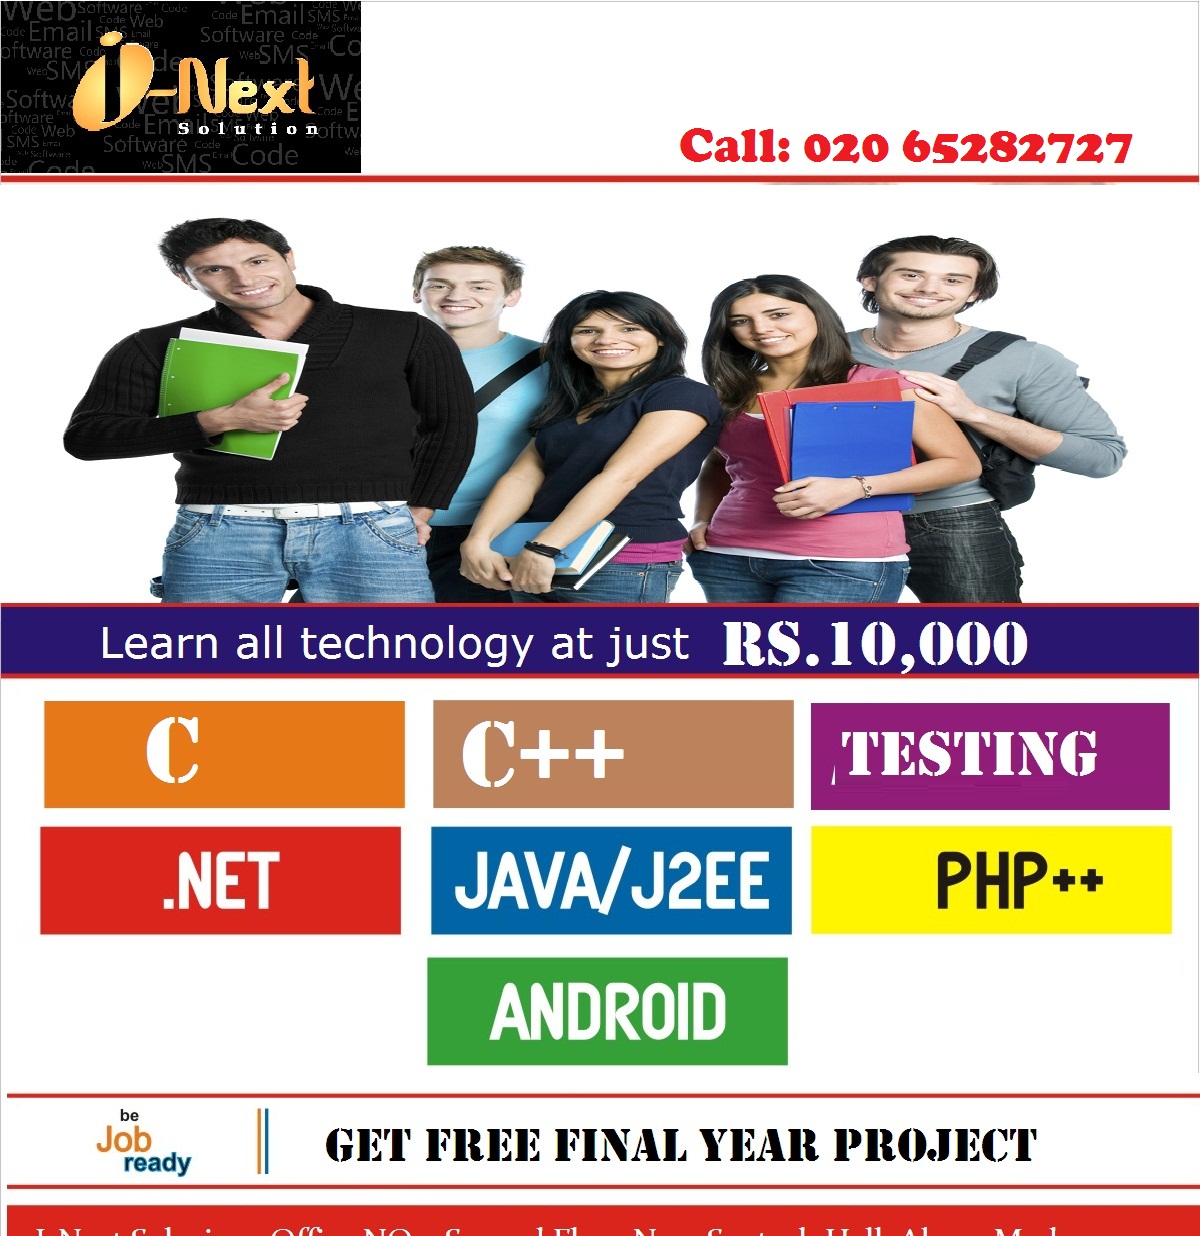 i-Next
Solution
Call: 020 65282727
Learn all technology at just RS.10,000
C
C++
TESTING
.NET
JAVA/J2EE
PHP++
ANDROID
be
Job
ready
GET FREE FINAL YEAR PROJECT